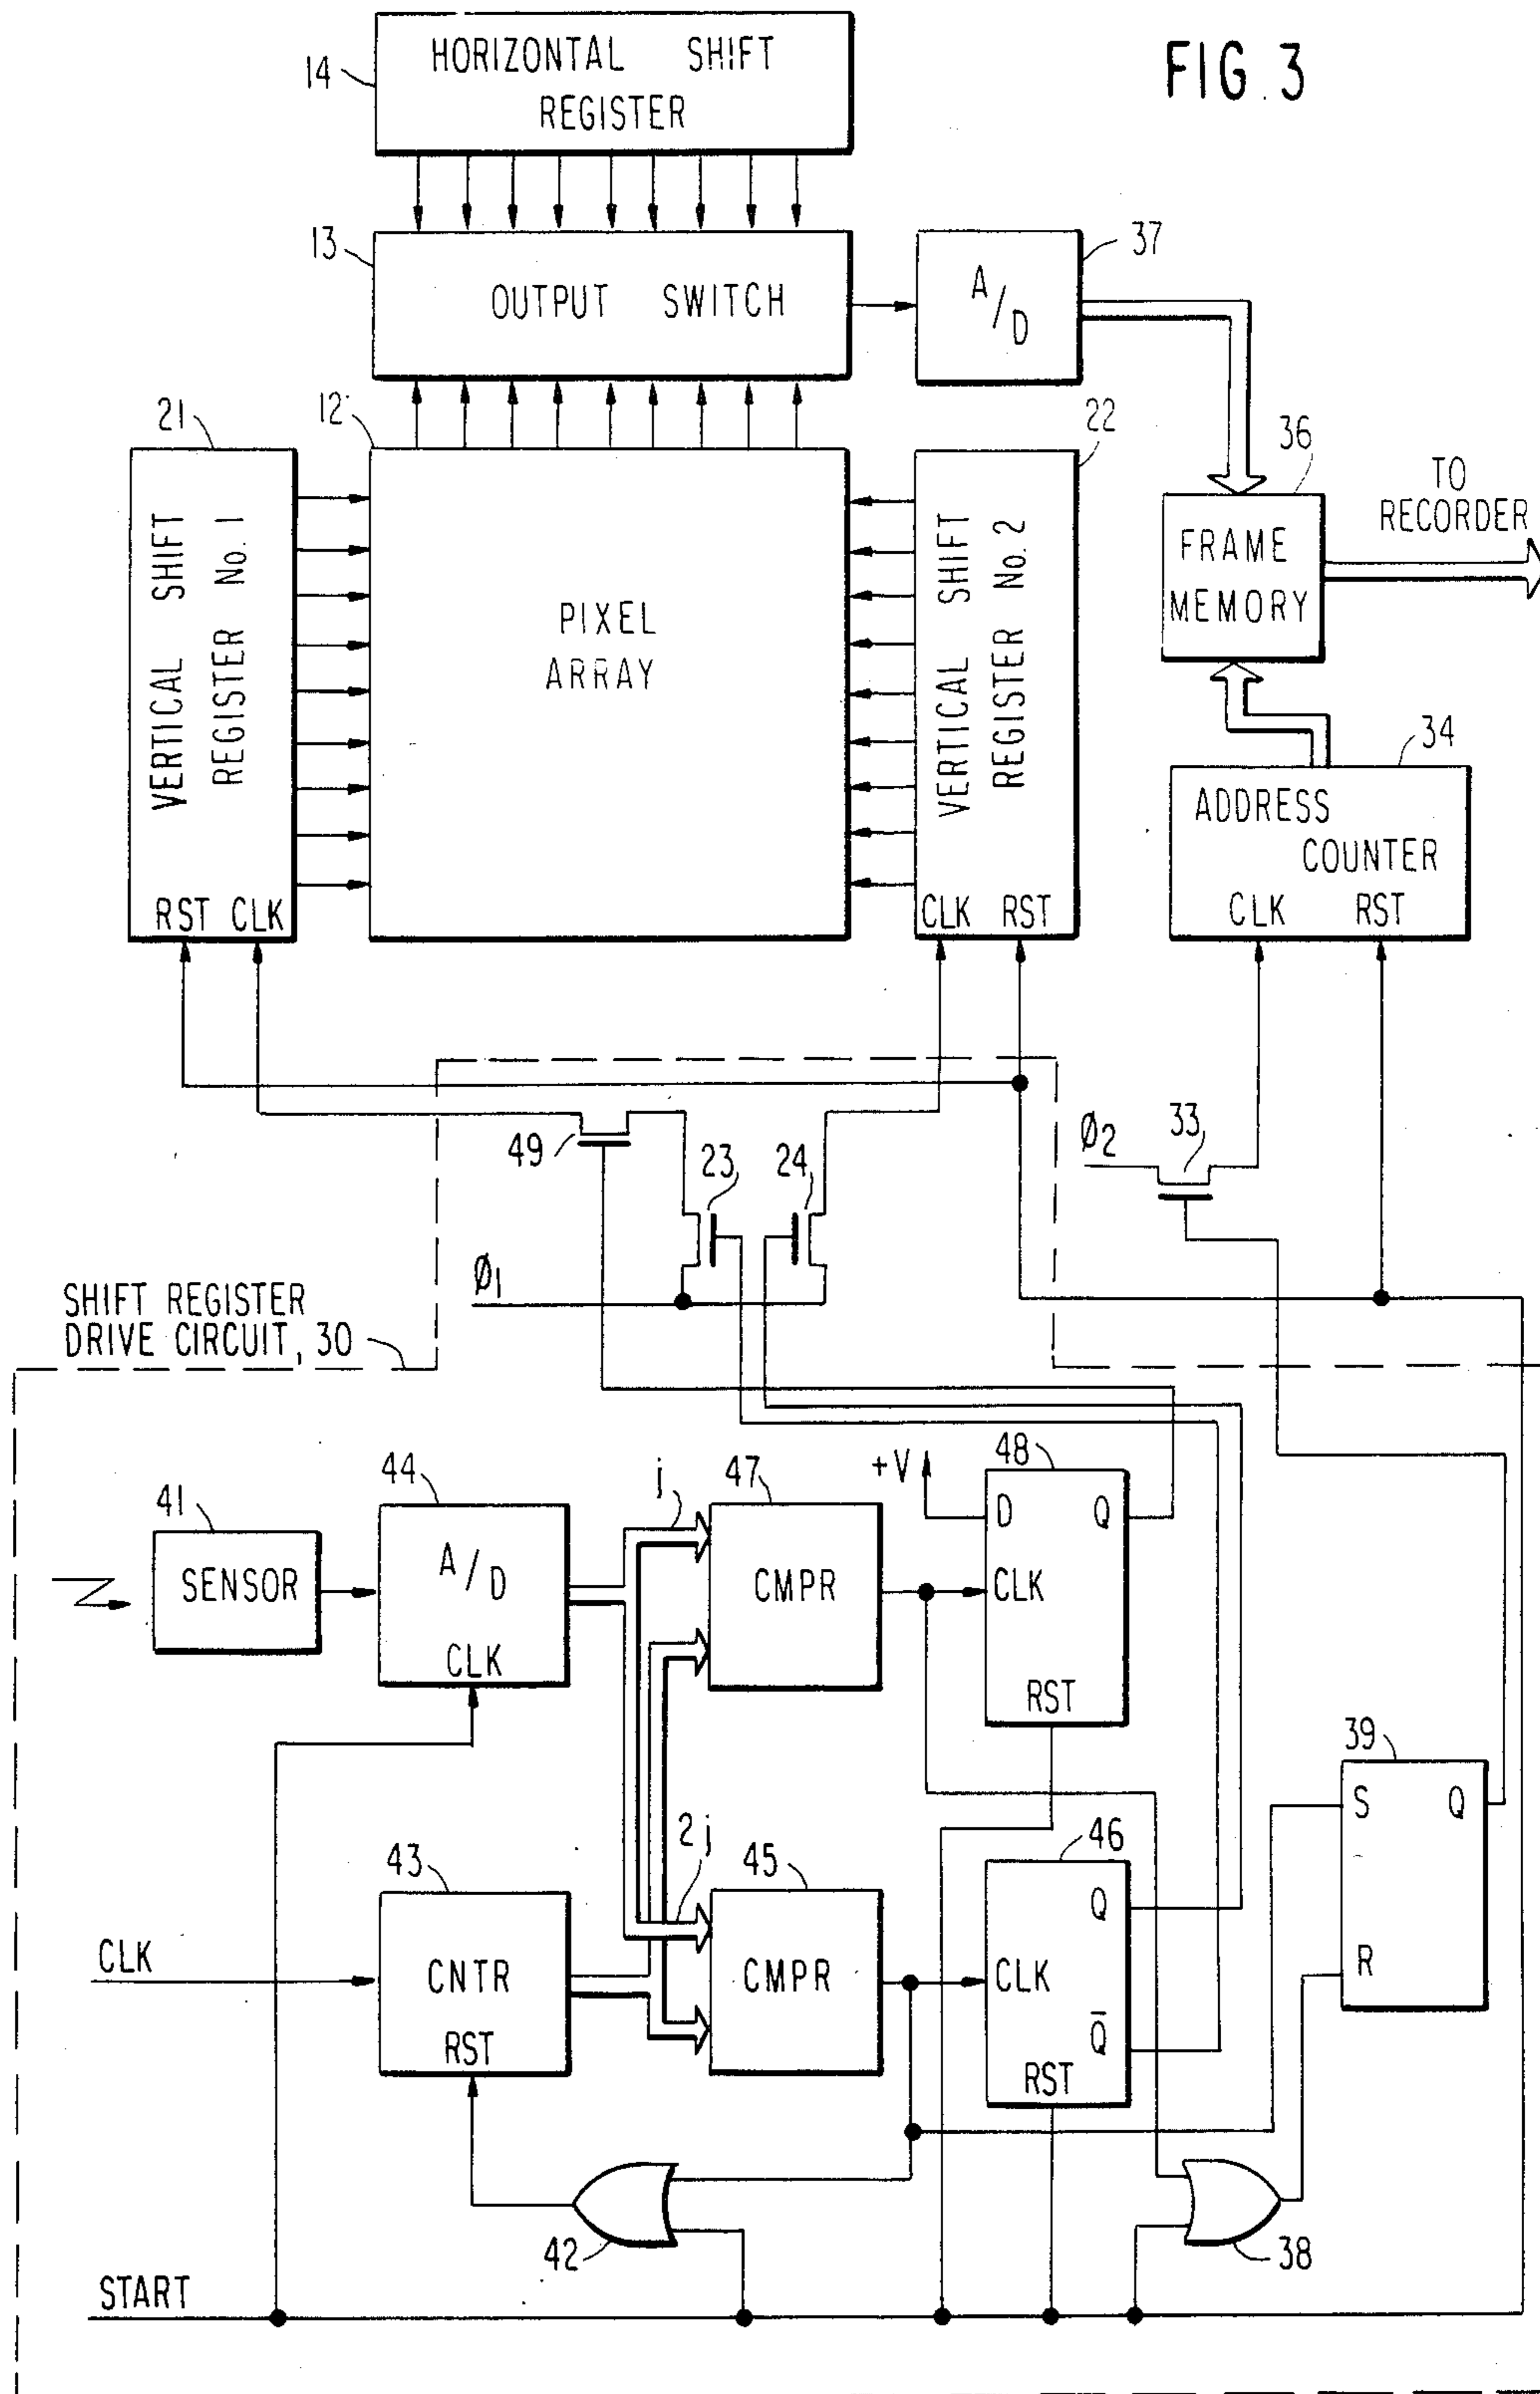 FIG. 3
14
HORIZONTAL SHIFT
REGISTER
13
OUTPUT SWITCH
37
A/D
21
12
22
36
VERTICAL SHIFT
REGISTER No. 1
RST CLK
PIXEL
ARRAY
VERTICAL SHIFT
REGISTER No. 2
CLK RST
FRAME
MEMORY
TO
RECORDER
34
ADDRESS
COUNTER
CLK RST
49
23
24
Ø2
33
Ø1
SHIFT REGISTER
DRIVE CIRCUIT, 30
41
SENSOR
44
A/D
CLK
j
47
CMPR
+V
48
D Q
CLK
RST
39
S Q
R
2j
43
CNTR
RST
45
CMPR
46
Q
CLK
Q̅
RST
CLK
42
38
START